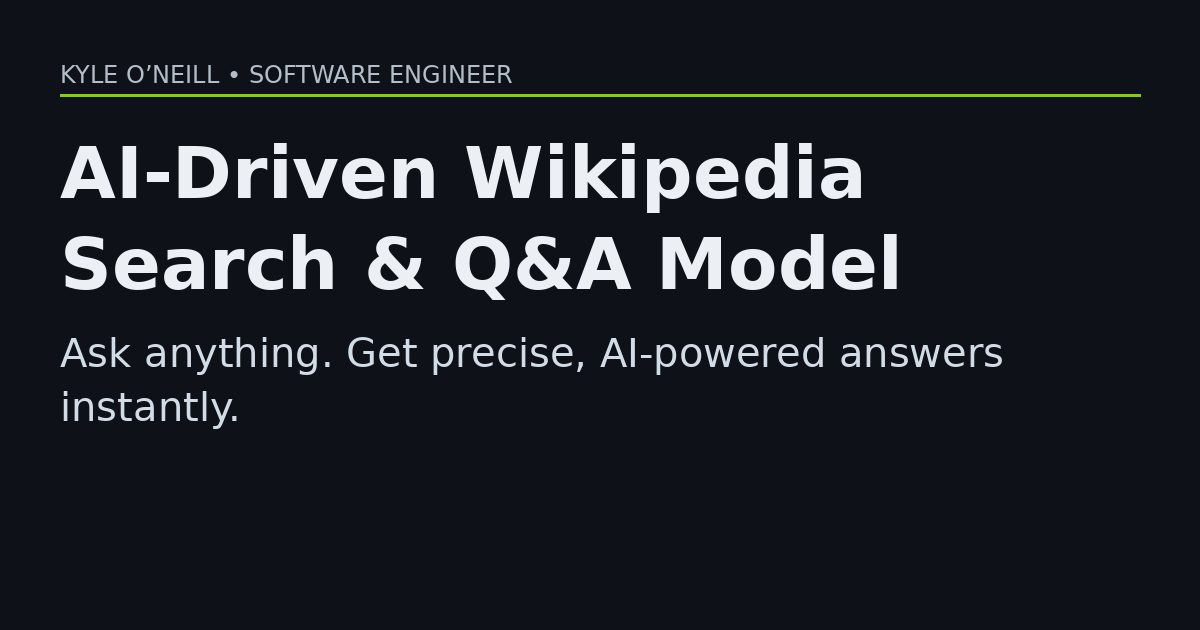 KYLE O’NEILL • SOFTWARE ENGINEER
AI-Driven Wikipedia
Search & Q&A Model
Ask anything. Get precise, AI-powered answers
instantly.